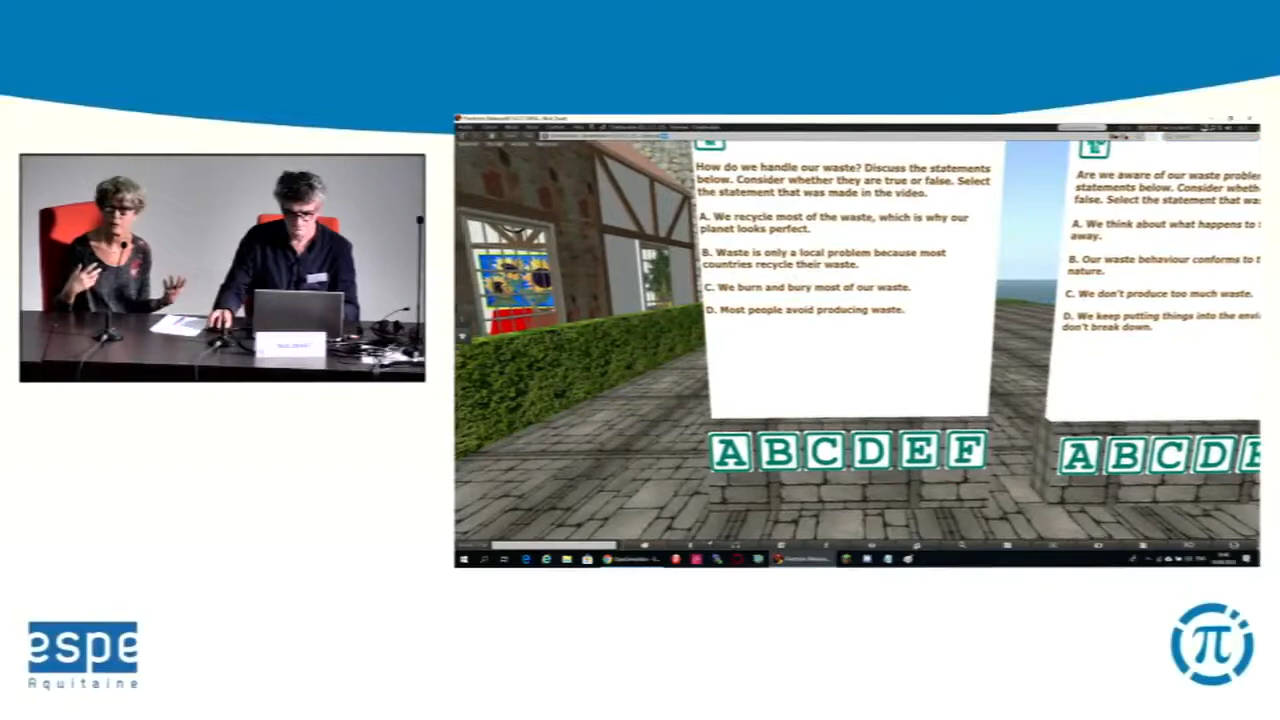 How do we handle our waste? Discuss the statements
below. Consider whether they are true or false. Select
the statement that was made in the video.
A. We recycle most of the waste, which is why our
planet looks perfect.
B. Waste is only a local problem because most
countries recycle their waste.
C. We burn and bury most of our waste.
D. Most people avoid producing waste.
A B C D E F
Are we aware of our waste
statements below. Consider
false. Select the statement that
A. We think about what happens to
away.
B. Our waste behaviour conforms to
nature.
C. We don't produce too much waste.
D. We keep putting things into the
don't break down.
A B C D E
espe
Aquitaine
π